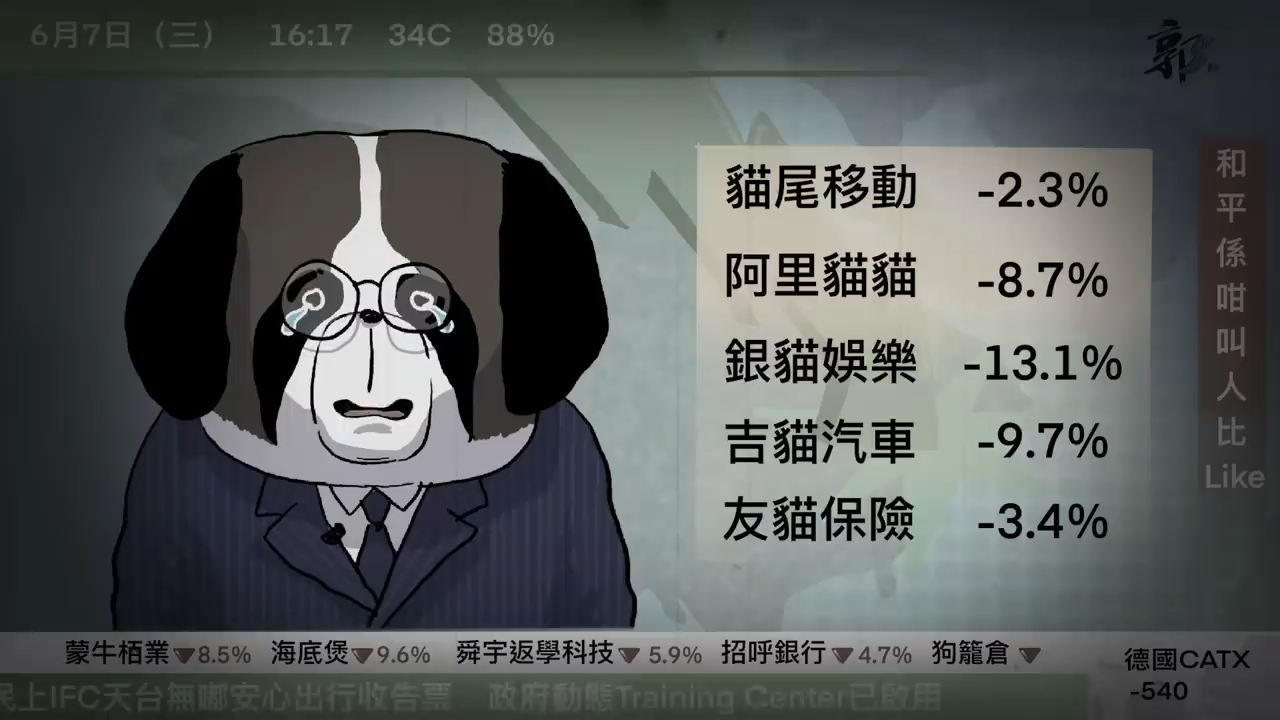 6月7日（三） 16:17 34C 88%
郭
貓尾移動 -2.3%
阿里貓貓 -8.7%
銀貓娛樂 -13.1%
吉貓汽車 -9.7%
友貓保險 -3.4%
和平係咁叫人比Like
蒙牛栢業▼8.5% 海底煲▼9.6% 舜宇返學科技▼ 5.9% 招呼銀行▼4.7% 狗籠倉▼
德國CATX
-540
上IFC天台無啷安心出行收告票 政府動態Training Center已啟用